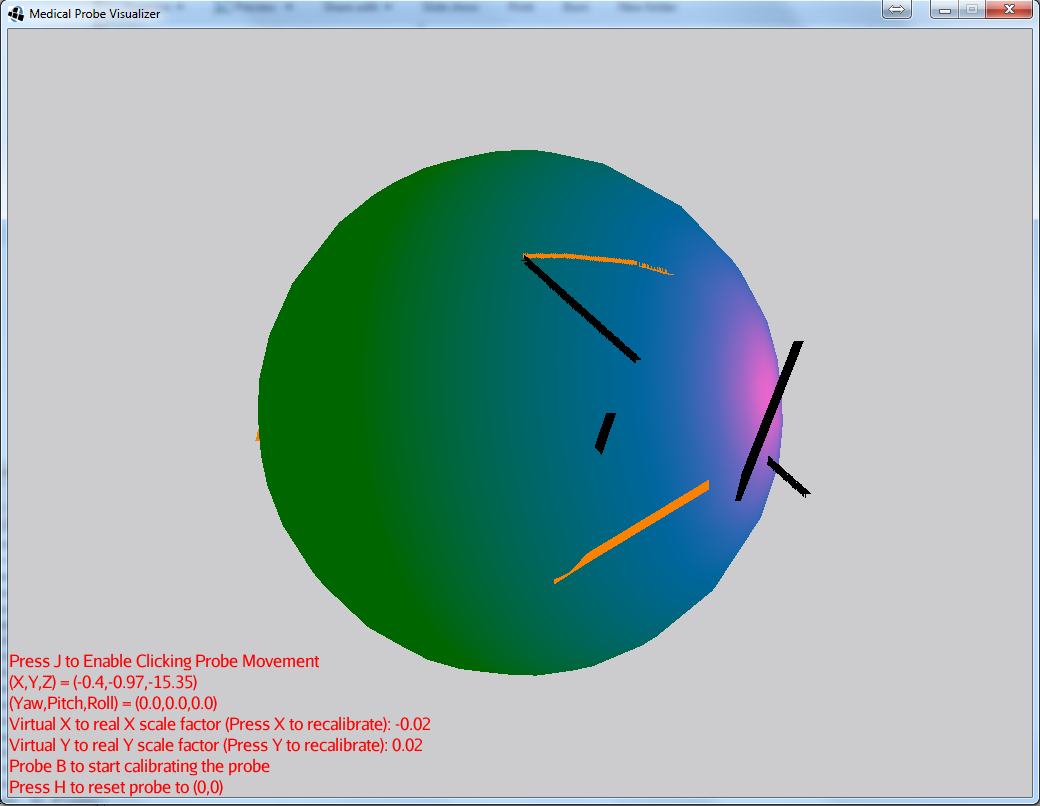 Medical Probe Visualizer
Press J to Enable Clicking Probe Movement
(X,Y,Z) = (-0.4,-0.97,-15.35)
(Yaw,Pitch,Roll) = (0.0,0.0,0.0)
Virtual X to real X scale factor (Press X to recalibrate): -0.02
Virtual Y to real Y scale factor (Press Y to recalibrate): 0.02
Probe B to start calibrating the probe
Press H to reset probe to (0,0)